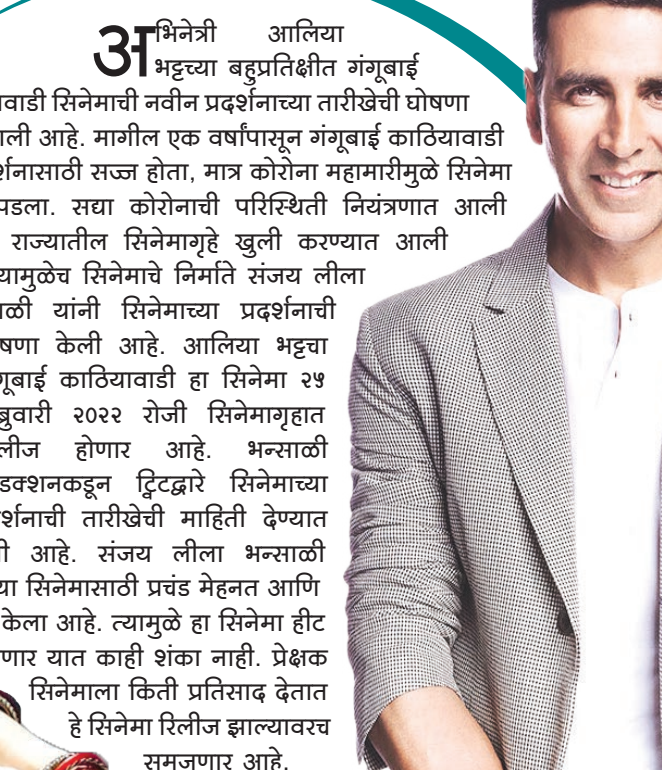 अभिनेत्री आलिया
भट्टच्या बहुप्रतिक्षीत गंगूबाई
वाडी सिनेमाची नवीन प्रदर्शनाच्या तारीखेची घोषणा
ली आहे. मागील एक वर्षांपासून गंगूबाई काठियावाडी
र्शनासाठी सज्ज होता, मात्र कोरोना महामारीमुळे सिनेमा
पडला. सद्या कोरोनाची परिस्थिती नियंत्रणात आली
राज्यातील सिनेमागृहे खुली करण्यात आली
यामुळेच सिनेमाचे निर्माते संजय लीला
ळी यांनी सिनेमाच्या प्रदर्शनाची
षणा केली आहे. आलिया भट्टचा
गूबाई काठियावाडी हा सिनेमा २५
ब्रुवारी २०२२ रोजी सिनेमागृहात
लीज होणार आहे. भन्साळी
डक्शनकडून ट्विटद्वारे सिनेमाच्या
र्शनाची तारीखेची माहिती देण्यात
ी आहे. संजय लीला भन्साळी
या सिनेमासाठी प्रचंड मेहनत आणि
केला आहे. त्यामुळे हा सिनेमा हीट
णार यात काही शंका नाही. प्रेक्षक
सिनेमाला किती प्रतिसाद देतात
हे सिनेमा रिलीज झाल्यावरच
समजणार आहे.